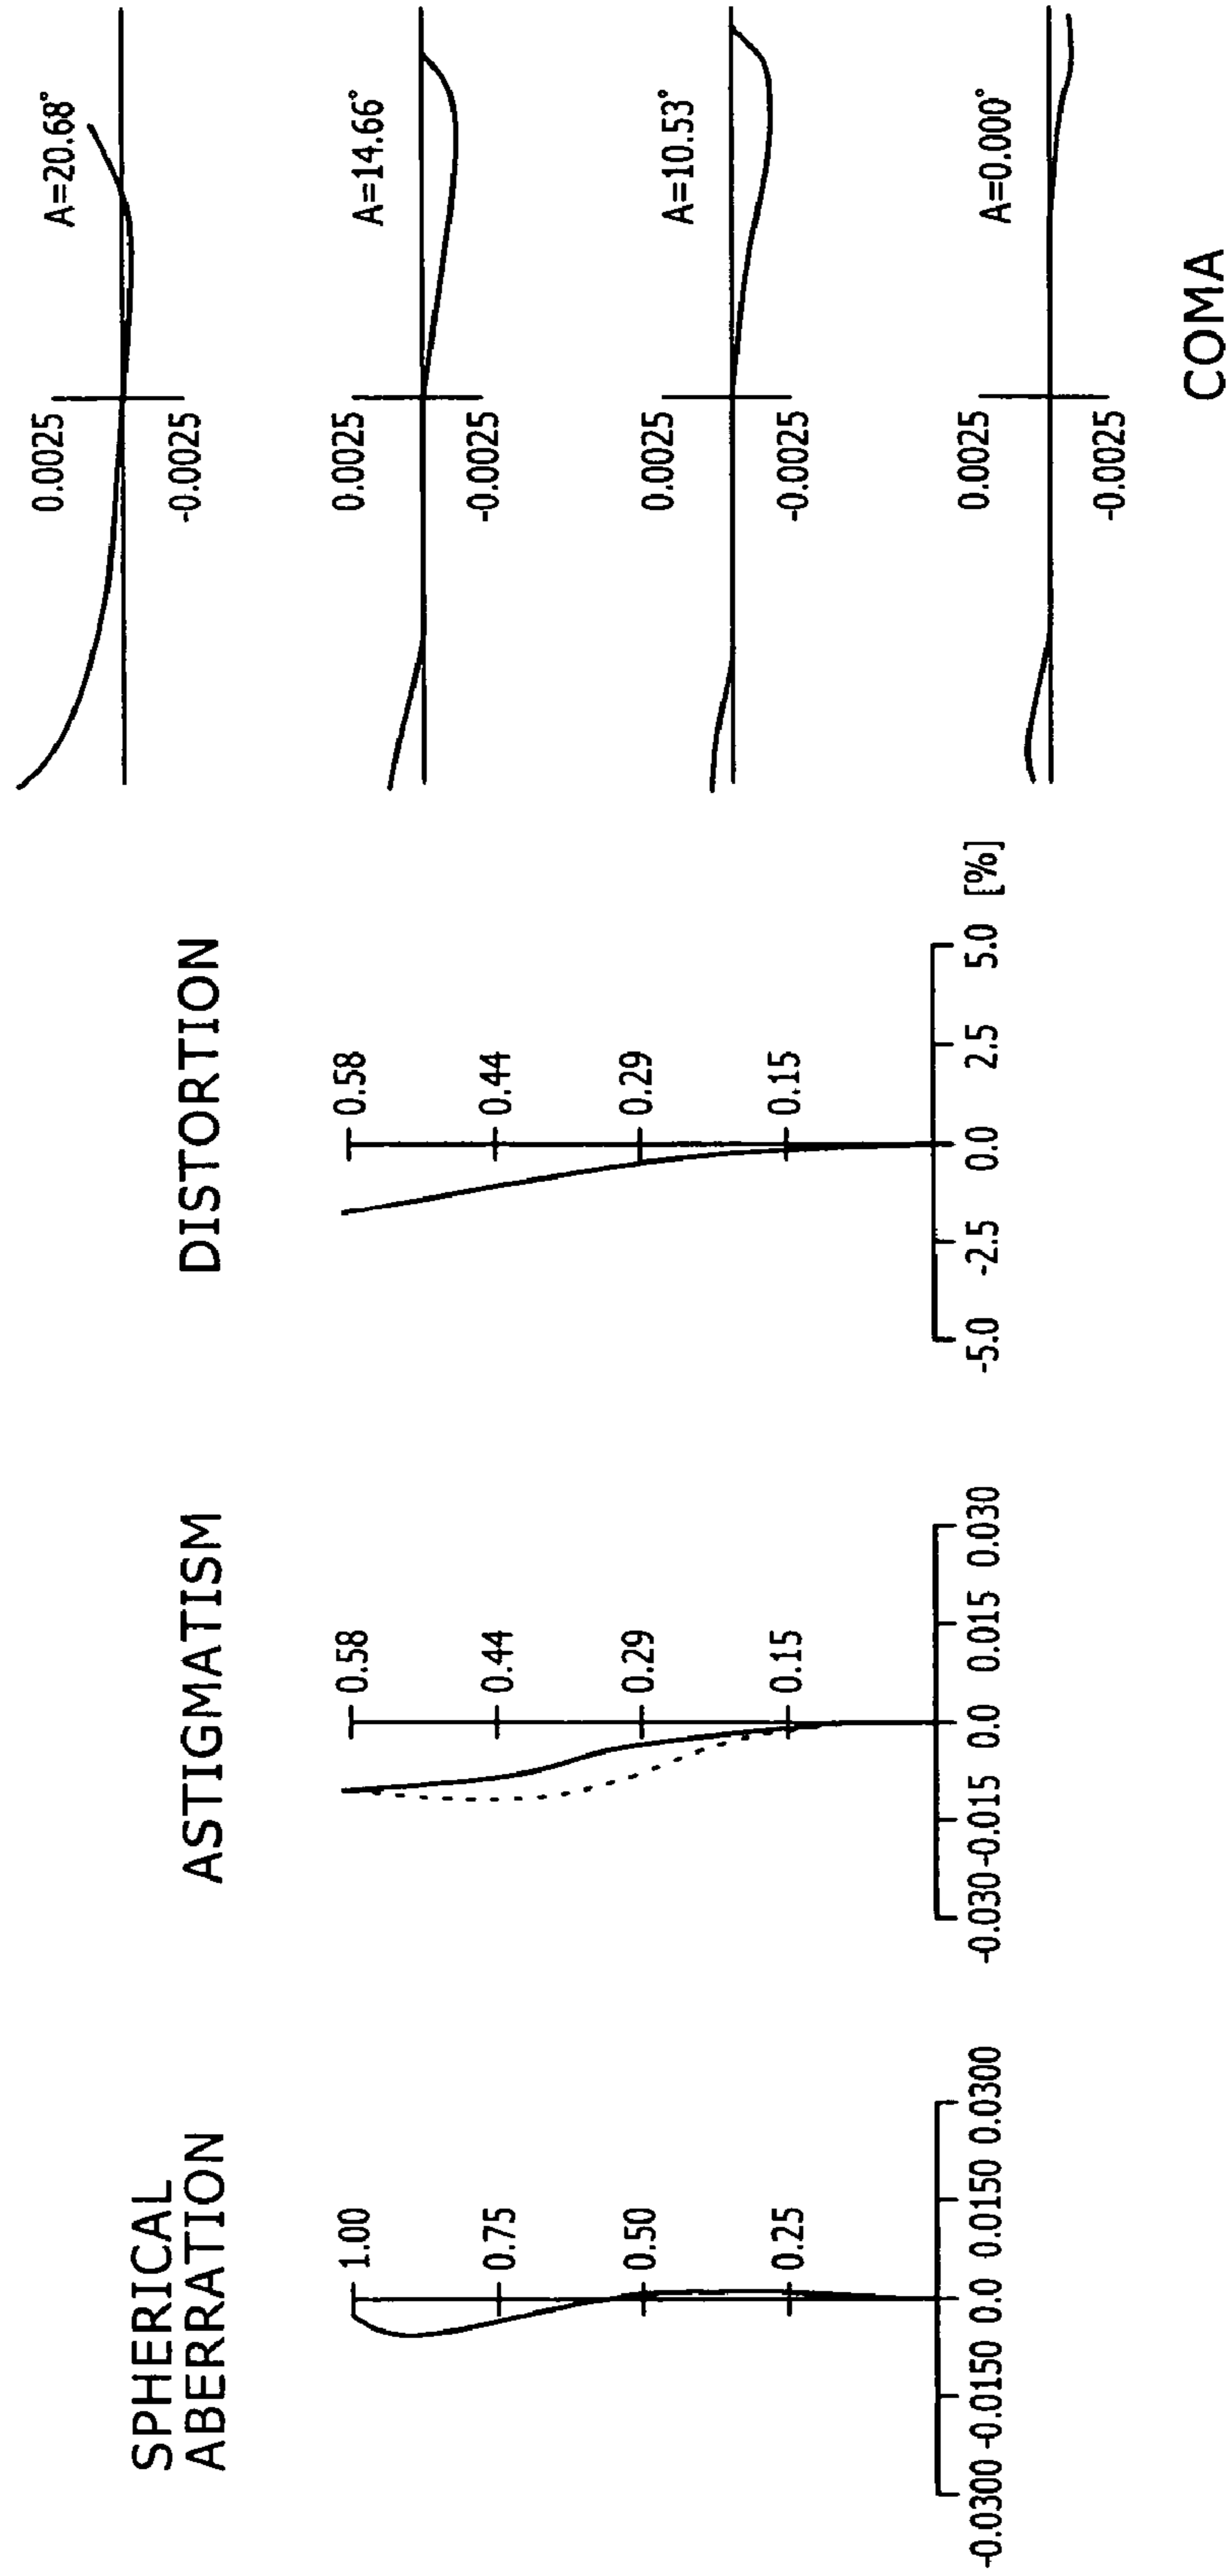 SPHERICAL
ABERRATION
1.00
0.75
0.50
0.25
-0.0300 -0.0150 0.0 0.0150 0.0300
ASTIGMATISM
0.58
0.44
0.29
0.15
-0.030 -0.015 0.0 0.015 0.030
DISTORTION
0.58
0.44
0.29
0.15
-5.0 -2.5 0.0 2.5 5.0 [%]
0.0025
A=20.68°
-0.0025
0.0025
A=14.66°
-0.0025
0.0025
A=10.53°
-0.0025
0.0025
A=0.000°
-0.0025
COMA